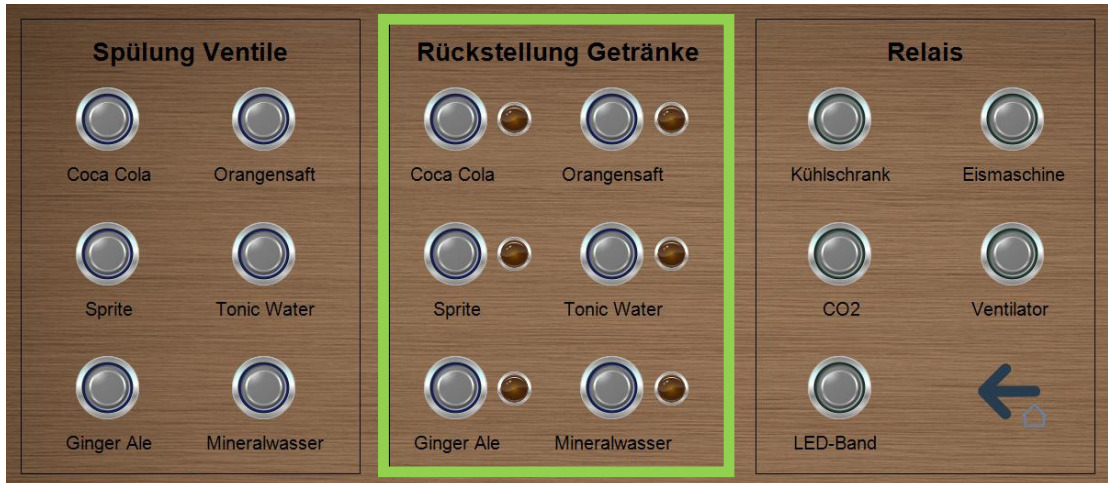 Spülung Ventile
Coca Cola Orangensaft
Sprite Tonic Water
Ginger Ale Mineralwasser
Rückstellung Getränke
Coca Cola Orangensaft
Sprite Tonic Water
Ginger Ale Mineralwasser
Relais
Kühlschrank Eismaschine
CO2 Ventilator
LED-Band